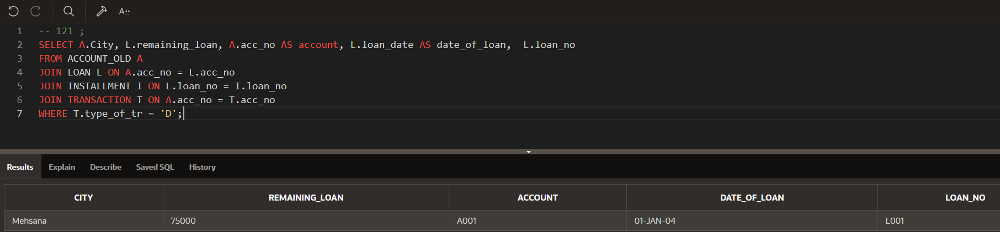 A
1 -- 121 ;
2 SELECT A.City, L.remaining_loan, A.acc_no AS account, L.loan_date AS date_of_loan,  L.loan_no
3 FROM ACCOUNT_OLD A
4 JOIN LOAN L ON A.acc_no = L.acc_no
5 JOIN INSTALLMENT I ON L.loan_no = I.loan_no
6 JOIN TRANSACTION T ON A.acc_no = T.acc_no
7 WHERE T.type_of_tr = 'D';
Results Explain Describe Saved SQL History
CITY REMAINING_LOAN ACCOUNT DATE_OF_LOAN LOAN_NO
Mehsana 75000 A001 01-JAN-04 L001